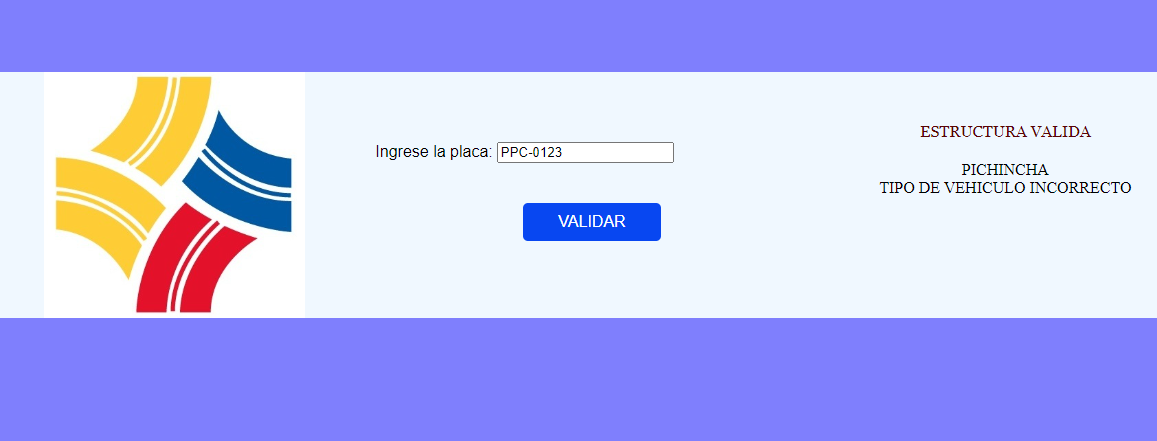 Ingrese la placa: PPC-0123
VALIDAR
ESTRUCTURA VALIDA
PICHINCHA
TIPO DE VEHICULO INCORRECTO